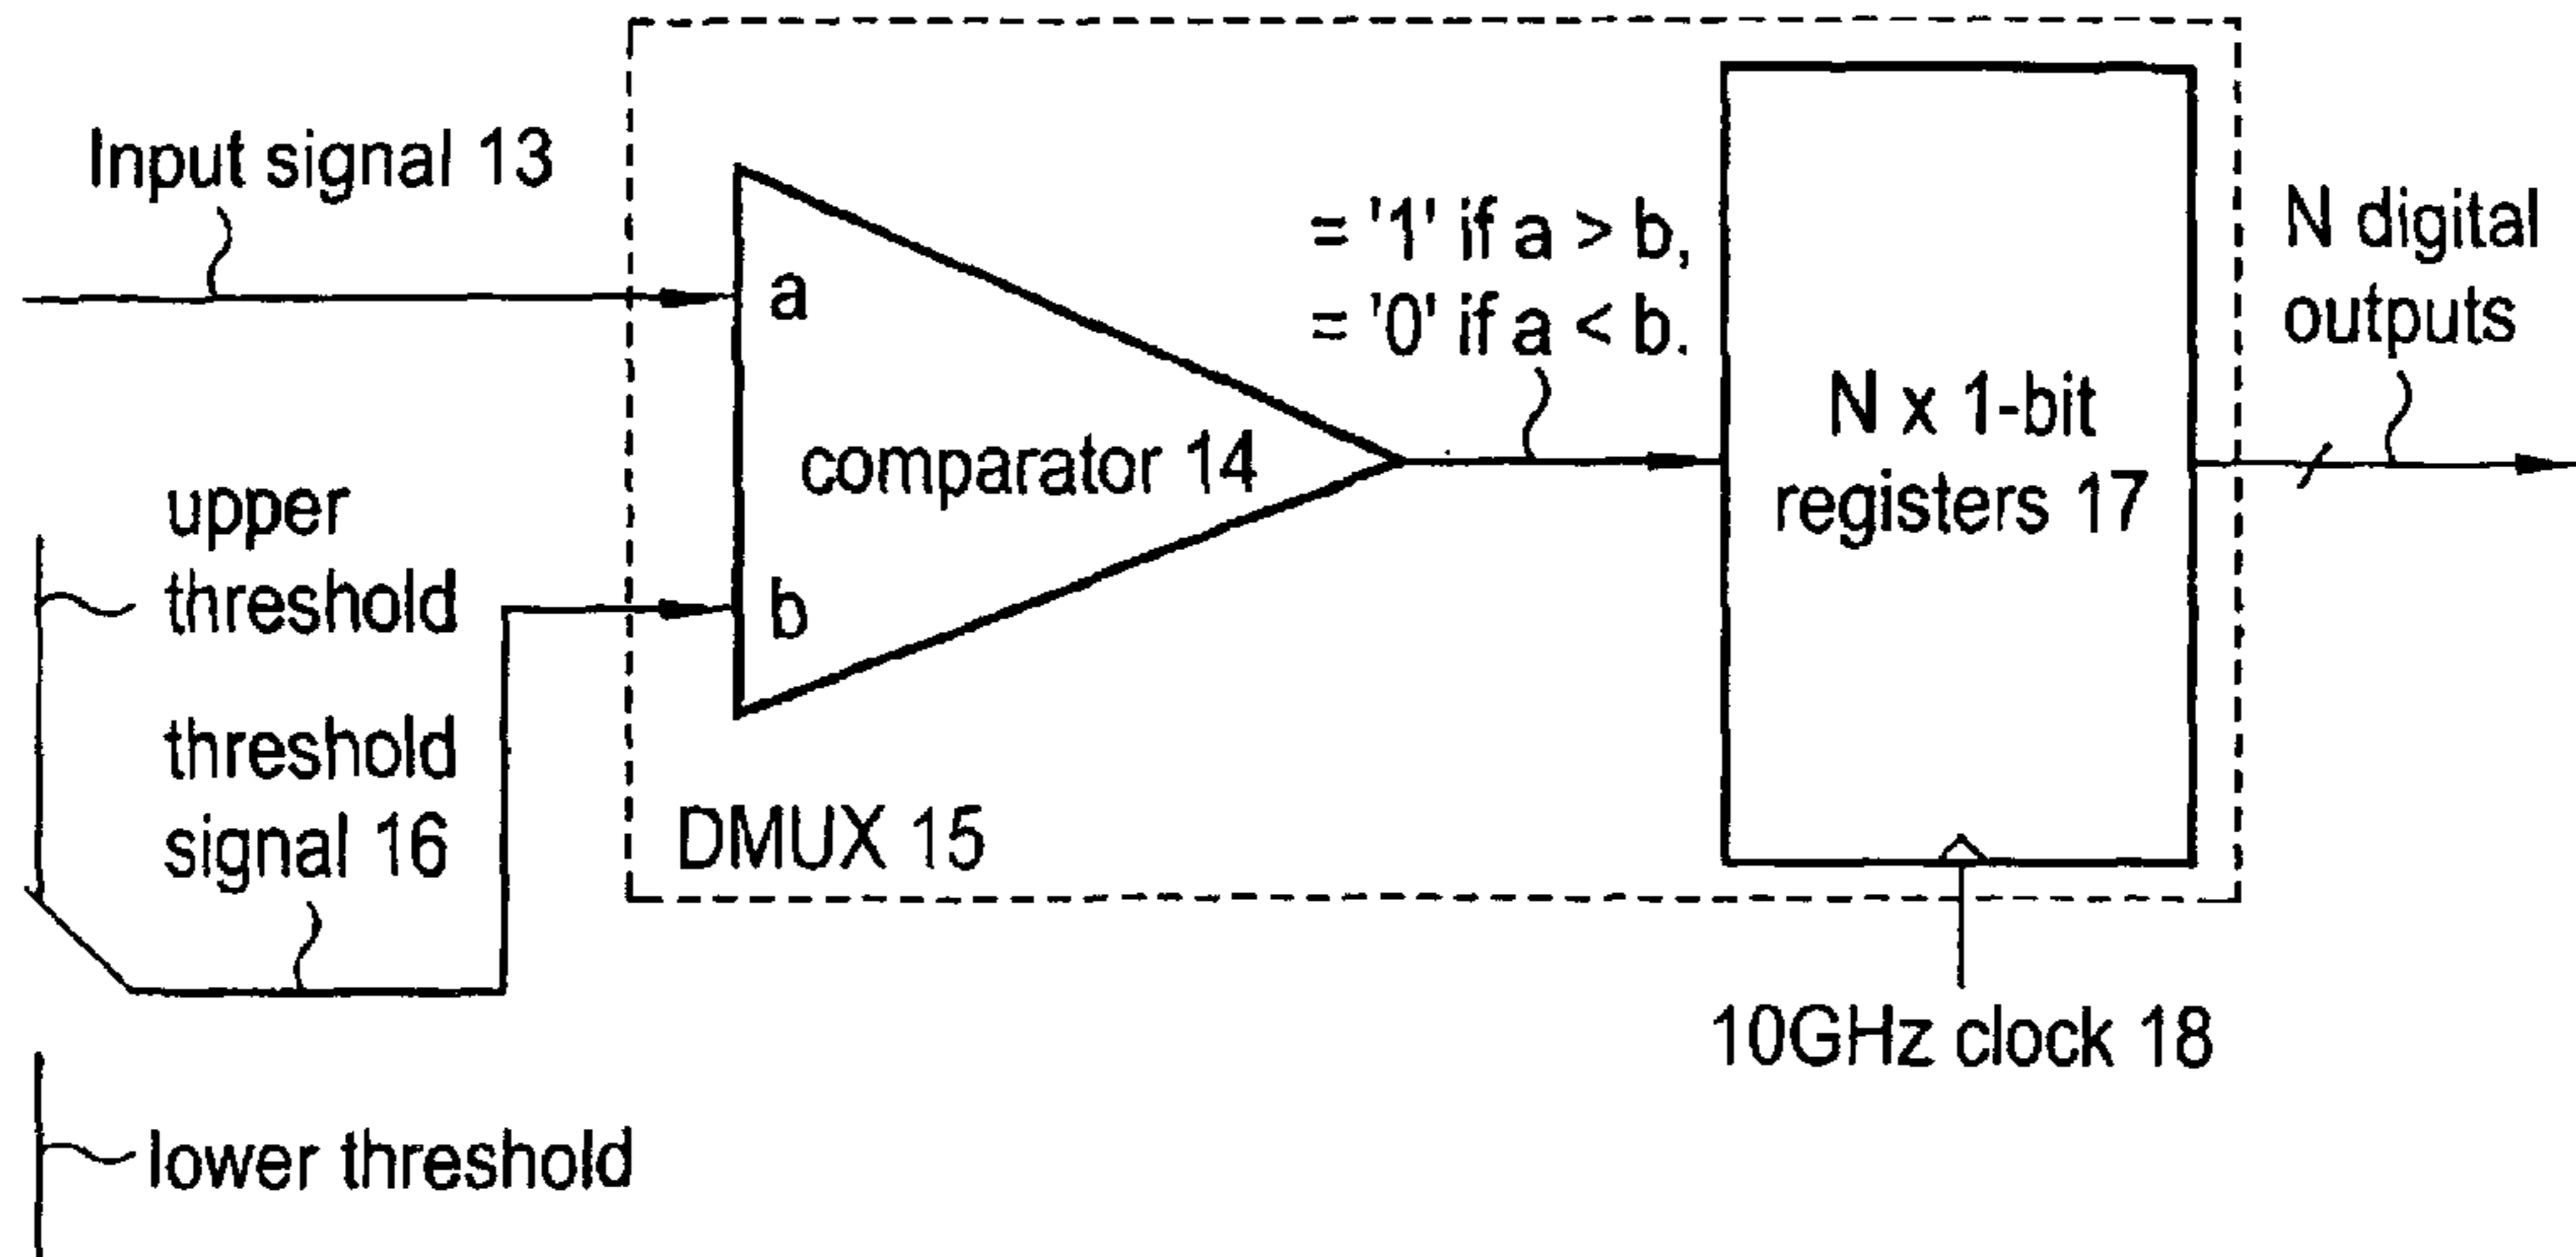 Input signal 13
a
b
comparator 14
= '1' if a > b,
= '0' if a < b.
N x 1-bit
registers 17
N digital
outputs
upper
threshold
threshold
signal 16
DMUX 15
10GHz clock 18
lower threshold